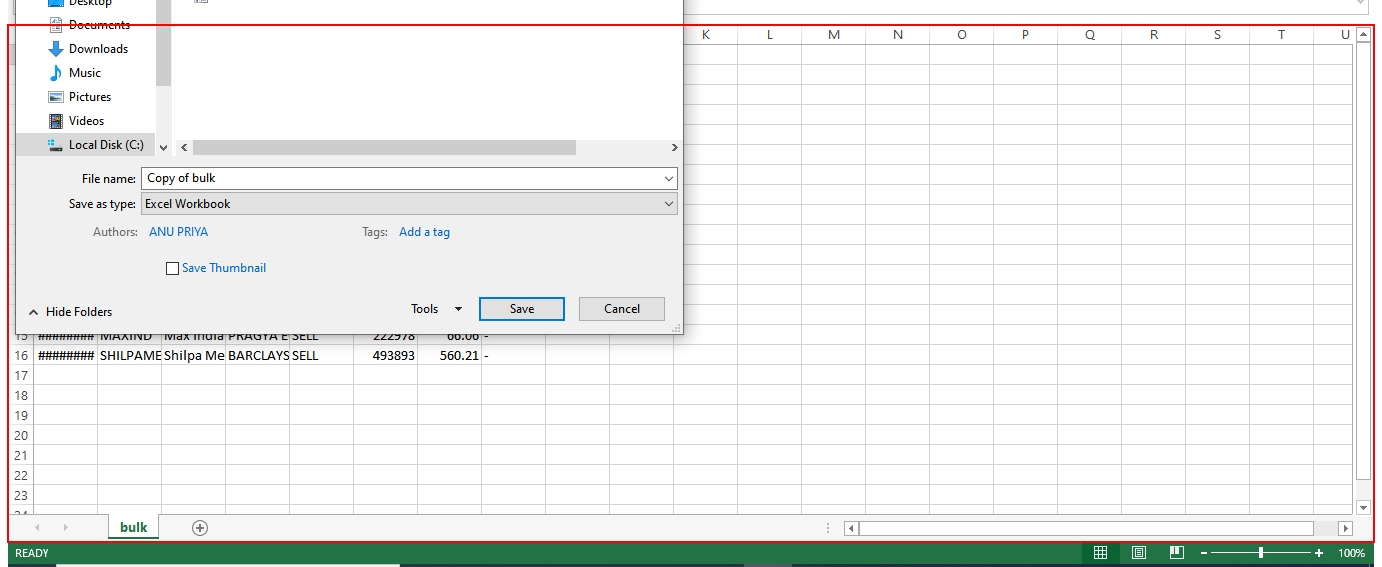 Desktop
Documents
Downloads
Music
Pictures
Videos
Local Disk (C:)
File name: Copy of bulk
Save as type: Excel Workbook
Authors: ANU PRIYA Tags: Add a tag
Save Thumbnail
Hide Folders Tools Save Cancel
K L M N O P Q R S T U
15 ######## MAXIND Max India PRAGYA E SELL 222978 66.06 -
16 ######## SHILPAME Shilpa Me BARCLAYS SELL 493893 560.21 -
17
18
19
20
21
22
23
24
bulk
READY 100%